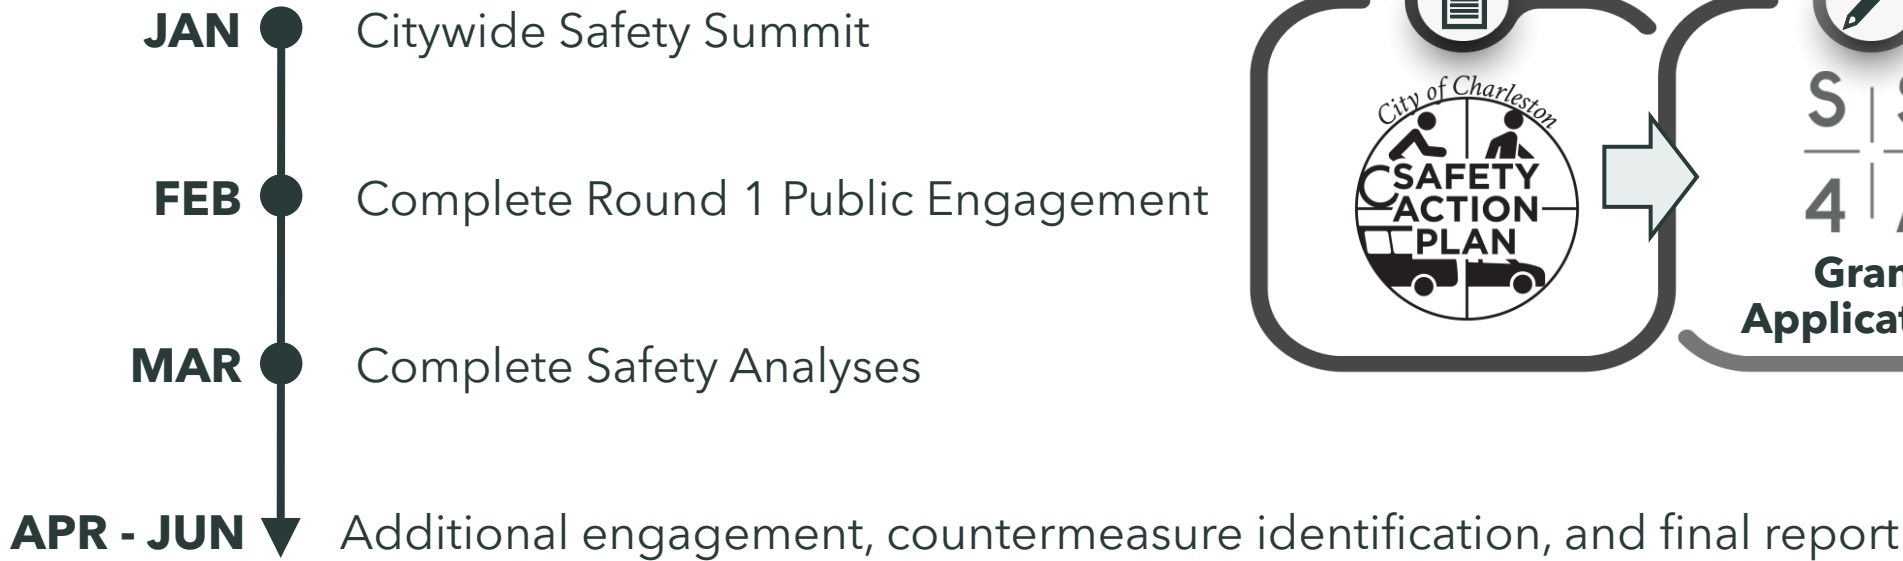 JAN Citywide Safety Summit
FEB Complete Round 1 Public Engagement
MAR Complete Safety Analyses
APR - JUN Additional engagement, countermeasure identification, and final report
City of Charleston
SAFETY
ACTION
PLAN
S S
4